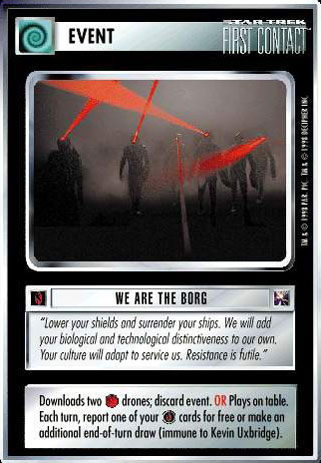 EVENT
STAR TREK
FIRST CONTACT
TM & © 1998 PAR. PIC. TM & © 1998 DECIPHER INC.
WE ARE THE BORG
“Lower your shields and surrender your ships. We will add
your biological and technological distinctiveness to our own.
Your culture will adapt to service us. Resistance is futile.”
Downloads two drones; discard event. OR Plays on table.
Each turn, report one of your cards for free or make an
additional end-of-turn draw (immune to Kevin Uxbridge).